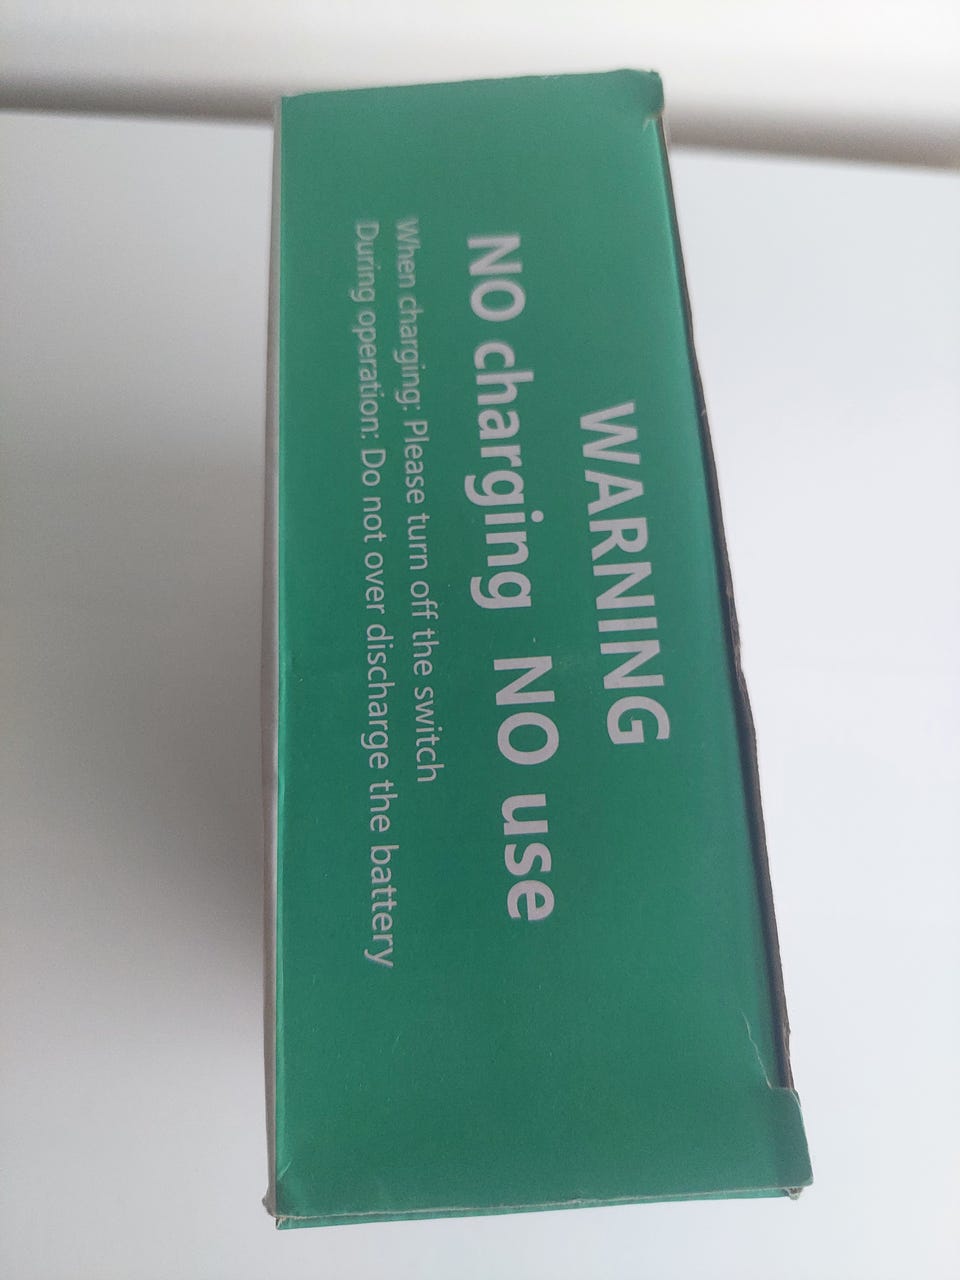 WARNING
NO charging NO use
When charging: Please turn off the switch
During operation: Do not over discharge the battery